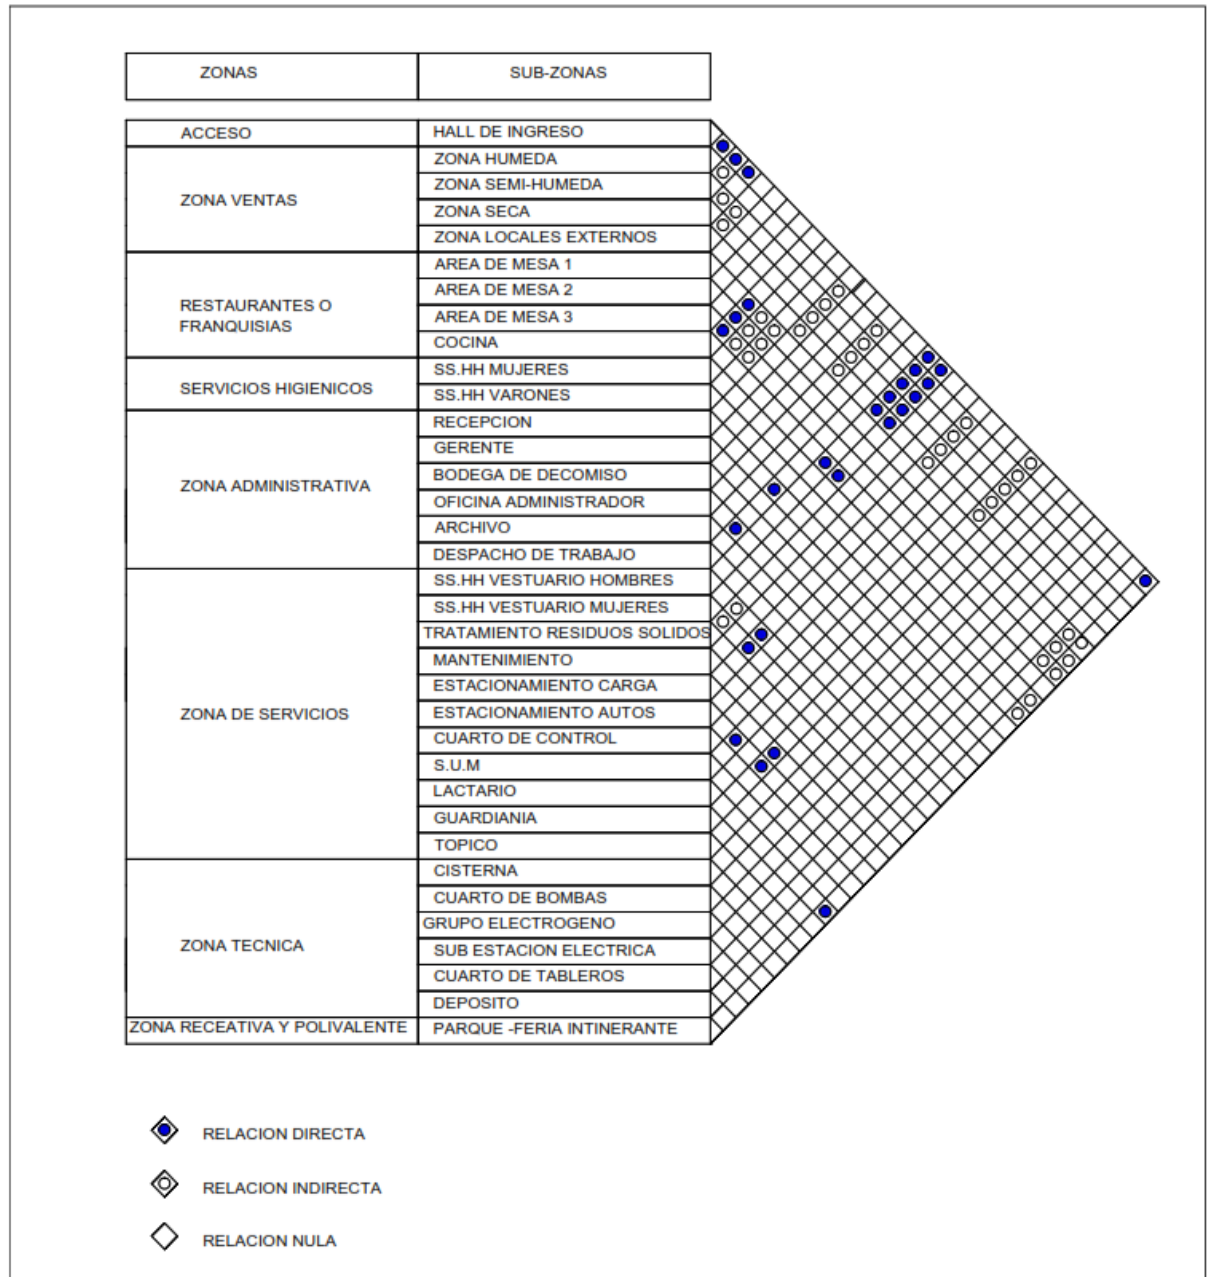 ZONAS SUB-ZONAS
ACCESO HALL DE INGRESO
ZONA VENTAS
ZONA HUMEDA
ZONA SEMI-HUMEDA
ZONA SECA
ZONA LOCALES EXTERNOS
RESTAURANTES O
FRANQUISIAS
AREA DE MESA 1
AREA DE MESA 2
AREA DE MESA 3
COCINA
SERVICIOS HIGIENICOS
SS.HH MUJERES
SS.HH VARONES
ZONA ADMINISTRATIVA
RECEPCION
GERENTE
BODEGA DE DECOMISO
OFICINA ADMINISTRADOR
ARCHIVO
DESPACHO DE TRABAJO
ZONA DE SERVICIOS
SS.HH VESTUARIO HOMBRES
SS.HH VESTUARIO MUJERES
TRATAMIENTO RESIDUOS SOLIDOS
MANTENIMIENTO
ESTACIONAMIENTO CARGA
ESTACIONAMIENTO AUTOS
CUARTO DE CONTROL
S.U.M
LACTARIO
GUARDIANIA
TOPICO
ZONA TECNICA
CISTERNA
CUARTO DE BOMBAS
GRUPO ELECTROGENO
SUB ESTACION ELECTRICA
CUARTO DE TABLEROS
DEPOSITO
ZONA RECEATIVA Y POLIVALENTE PARQUE -FERIA INTINERANTE
RELACION DIRECTA
RELACION INDIRECTA
RELACION NULA